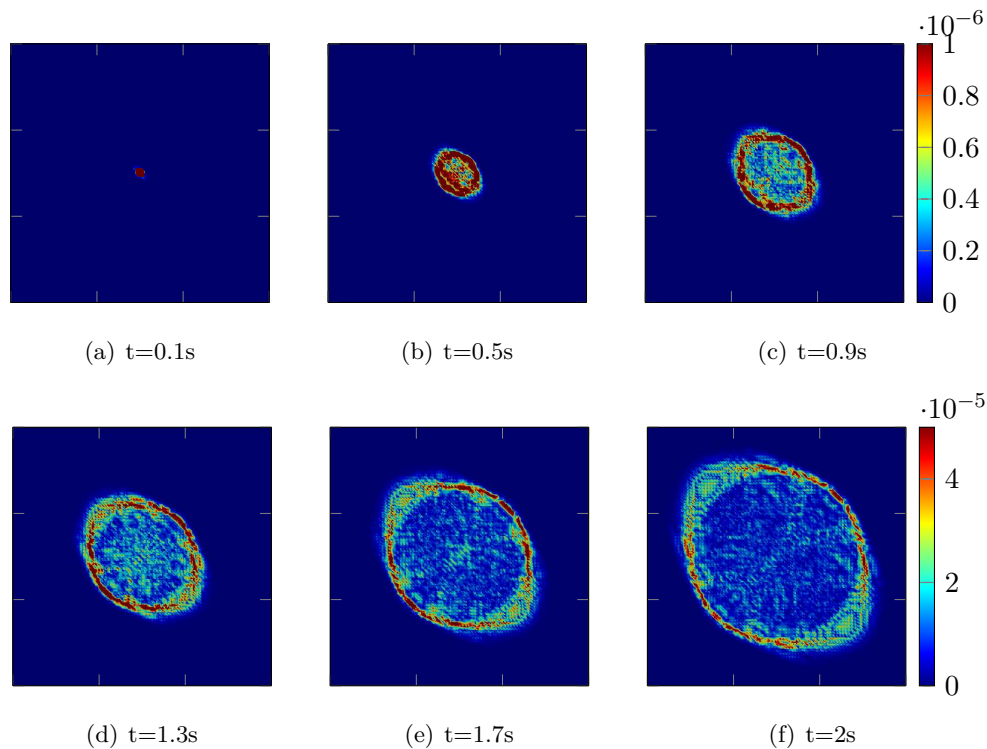 ·10−6
1
0.8
0.6
0.4
0.2
0
(a) t=0.1s
(b) t=0.5s
(c) t=0.9s
·10−5
4
2
0
(d) t=1.3s
(e) t=1.7s
(f) t=2s